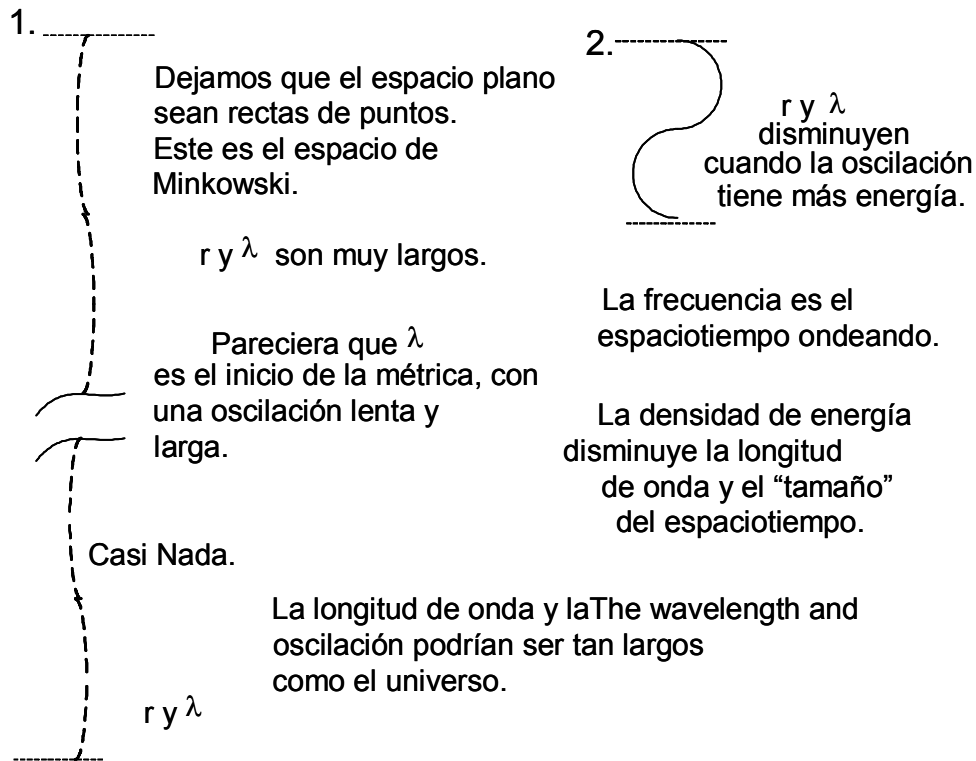 1.
Dejamos que el espacio plano
sean rectas de puntos.
Este es el espacio de
Minkowski.
r y λ son muy largos.
Pareciera que λ
es el inicio de la métrica, con
una oscilación lenta y
larga.
Casi Nada.
La longitud de onda y laThe wavelength and
oscilación podrían ser tan largos
como el universo.
r y λ
2.
r y λ
disminuyen
cuando la oscilación
tiene más energía.
La frecuencia es el
espaciotiempo ondeando.
La densidad de energía
disminuye la longitud
de onda y el “tamaño”
del espaciotiempo.